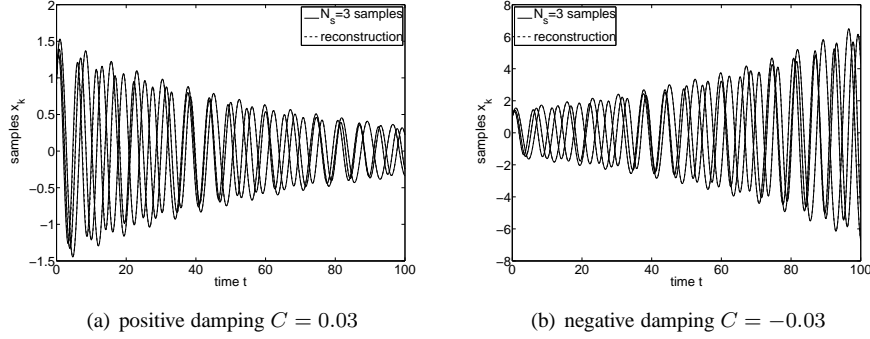 2
1.5
1
0.5
0
−0.5
−1
−1.5
samples x_k
0 20 40 60 80 100
time t
N_s=3 samples
reconstruction
(a) positive damping C = 0.03
8
6
4
2
0
−2
−4
−6
−8
samples x_k
0 20 40 60 80 100
time t
N_s=3 samples
reconstruction
(b) negative damping C = −0.03